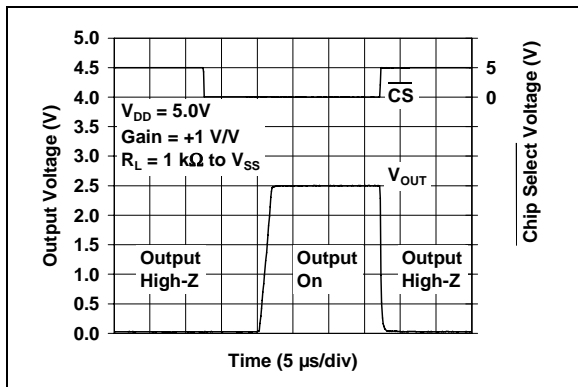 5.0
4.5
4.0
3.5
3.0
2.5
2.0
1.5
1.0
0.5
0.0
Output Voltage (V)
V_DD = 5.0V
Gain = +1 V/V
R_L = 1 kΩ to V_SS
CS
V_OUT
Output
High-Z
Output
On
Output
High-Z
5
0
Chip Select Voltage (V)
Time (5 µs/div)